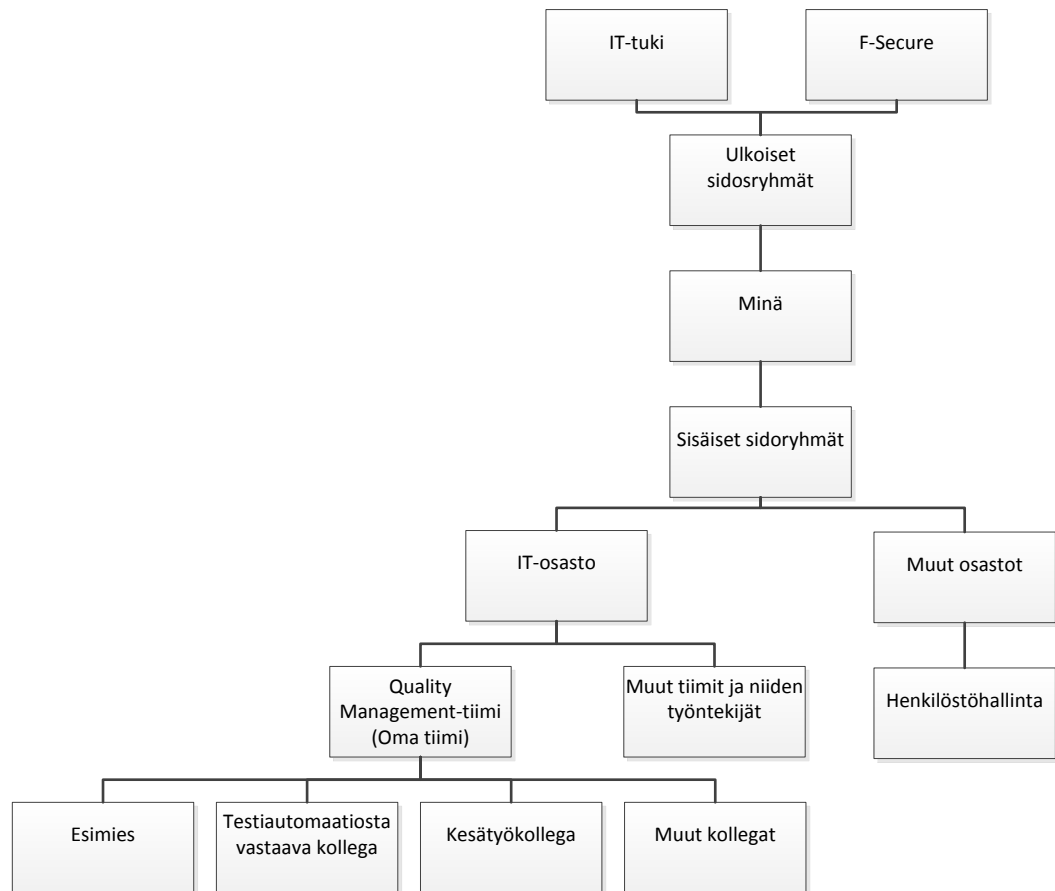 IT-tuki
F-Secure
Ulkoiset
sidosryhmät
Minä
Sisäiset sidoryhmät
IT-osasto
Muut osastot
Quality
Management-tiimi
(Oma tiimi)
Muut tiimit ja niiden
työntekijät
Henkilöstöhallinta
Esimies
Testiautomaatiosta
vastaava kollega
Kesätyökollega
Muut kollegat